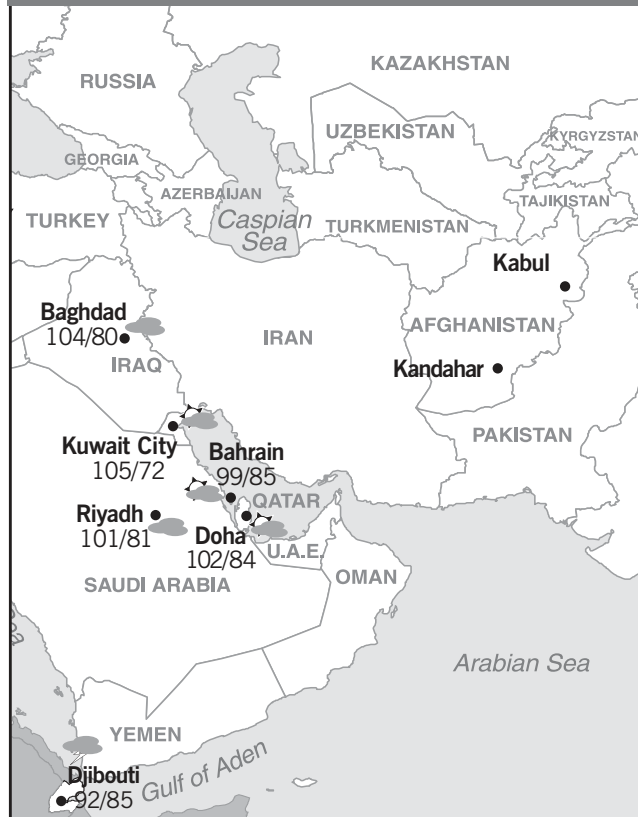 KAZAKHSTAN
RUSSIA
UZBEKISTAN
KYRGYZSTAN
GEORGIA
AZERBAIJAN
TAJIKISTAN
TURKEY
Caspian
Sea
TURKMENISTAN
Kabul
Baghdad
104/80
IRAQ
IRAN
AFGHANISTAN
Kandahar
PAKISTAN
Kuwait City
105/72
Bahrain
99/85
QATAR
Riyadh
101/81
Doha
102/84
U.A.E.
SAUDI ARABIA
OMAN
Arabian Sea
YEMEN
Djibouti
92/85
Gulf of Aden